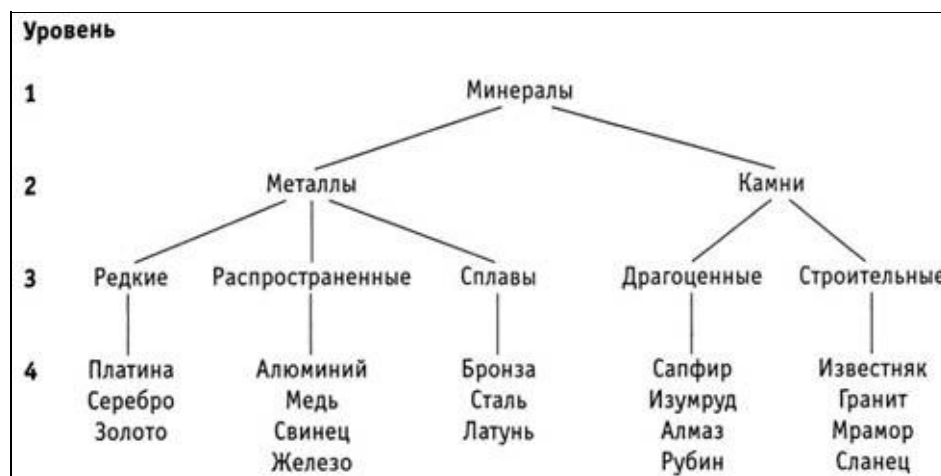 Уровень
1 Минералы
2 Металлы Камни
3 Редкие Распространенные Сплавы Драгоценные Строительные
4 Платина Алюминий Бронза Сапфир Известняк
Серебро Медь Сталь Изумруд Гранит
Золото Свинец Латунь Алмаз Мрамор
Железо Рубин Сланец